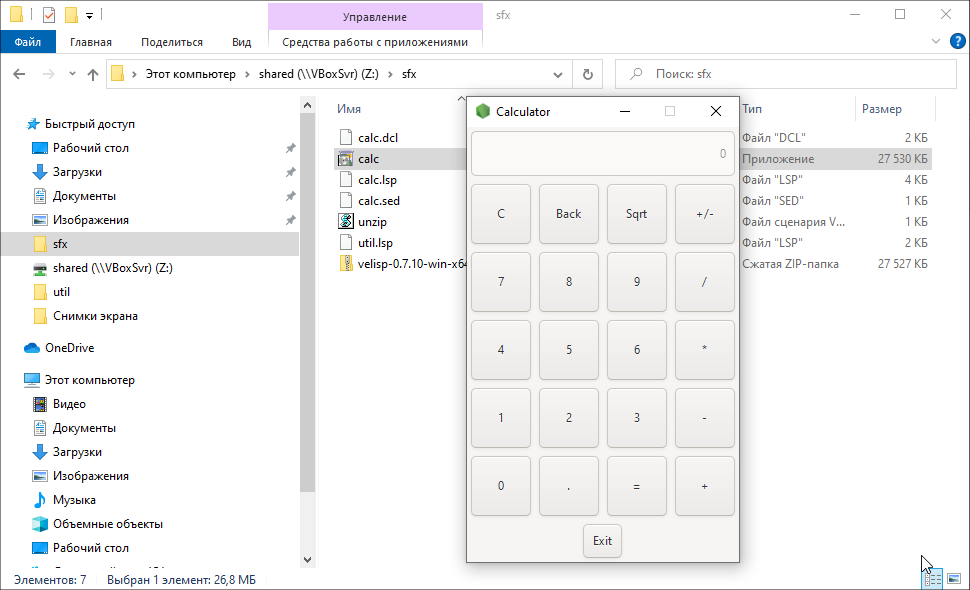 Управление
sfx
Файл
Главная
Поделиться
Вид
Средства работы с приложениями
Этот компьютер
shared (\\VBoxSvr) (Z:)
sfx
Поиск: sfx
Быстрый доступ
Рабочий стол
Загрузки
Документы
Изображения
sfx
shared (\\VBoxSvr) (Z:)
util
Снимки экрана
OneDrive
Этот компьютер
Видео
Документы
Загрузки
Изображения
Музыка
Объемные объекты
Рабочий стол
Имя
Тип
Размер
calc.dcl
Файл "DCL"
2 КБ
calc
Приложение
27 530 КБ
calc.lsp
Файл "LSP"
4 КБ
calc.sed
Файл "SED"
1 КБ
unzip
Файл сценария V...
1 КБ
util.lsp
Файл "LSP"
2 КБ
velisp-0.7.10-win-x64
Сжатая ZIP-папка
27 527 КБ
Calculator
0
C
Back
Sqrt
+/-
7
8
9
/
4
5
6
*
1
2
3
-
0
.
=
+
Exit
Элементов: 7
Выбран 1 элемент: 26,8 МБ